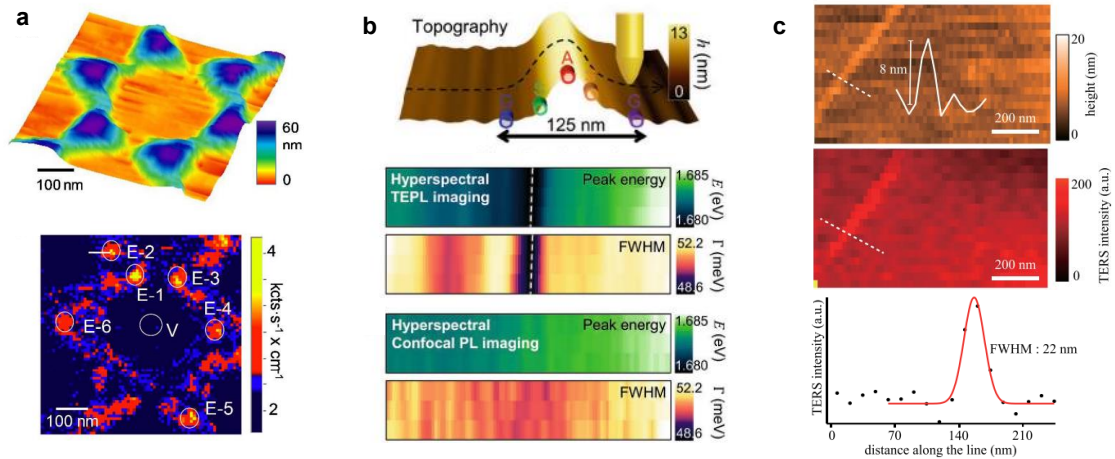 a
60
nm
0
100 nm
E-2
E-1
E-3
E-4
E-6
V
E-5
100 nm
4
2
kcts·s⁻¹ x cm⁻¹
b
Topography
A
13
0
h (nm)
125 nm
Hyperspectral
TEPL imaging
Peak energy
1.685
1.680
E (eV)
FWHM
52.2
48.6
Γ (meV)
Hyperspectral
Confocal PL imaging
Peak energy
1.685
1.680
E (eV)
FWHM
52.2
48.6
Γ (meV)
c
8 nm
200 nm
20
0
height (nm)
200 nm
200
0
TERS intensity (a.u.)
TERS intensity (a.u.)
FWHM : 22 nm
0
70
140
210
distance along the line (nm)